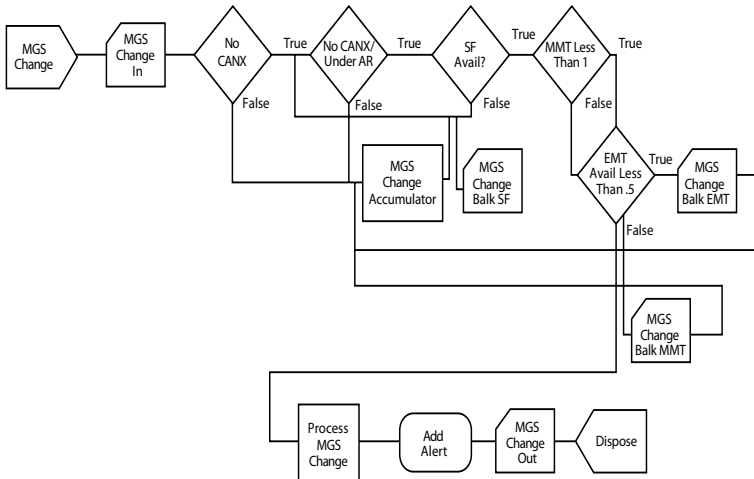 MGS
Change
MGS
Change
In
No
CANX
True
False
No CANX/
Under AR
True
False
SF
Avail?
True
False
MMT Less
Than 1
True
False
MGS
Change
Accumulator
MGS
Change
Balk SF
EMT
Avail Less
Than .5
True
False
MGS
Change
Balk EMT
MGS
Change
Balk MMT
Process
MGS
Change
Add
Alert
MGS
Change
Out
Dispose